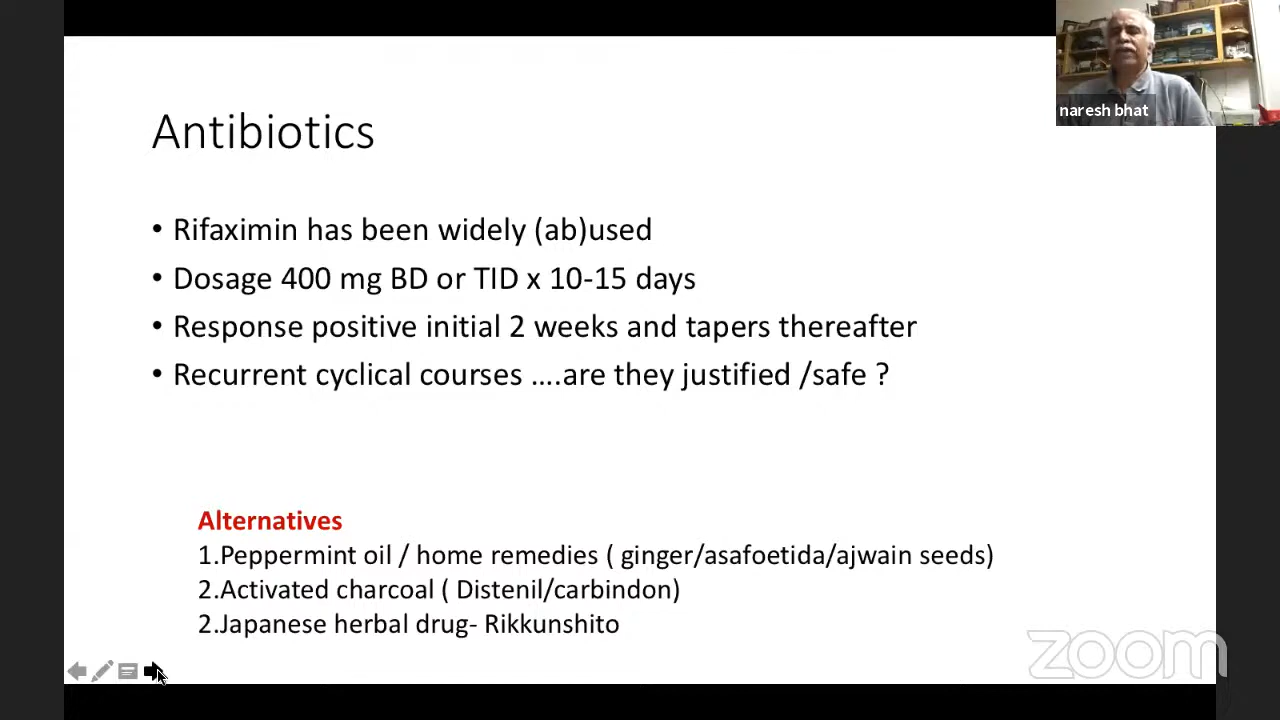 naresh bhat
Antibiotics
• Rifaximin has been widely (ab)used
• Dosage 400 mg BD or TID x 10-15 days
• Response positive initial 2 weeks and tapers thereafter
• Recurrent cyclical courses ....are they justified /safe ?
Alternatives
1.Peppermint oil / home remedies ( ginger/asafoetida/ajwain seeds)
2.Activated charcoal ( Distenil/carbindon)
2.Japanese herbal drug- Rikkunshito
zoom